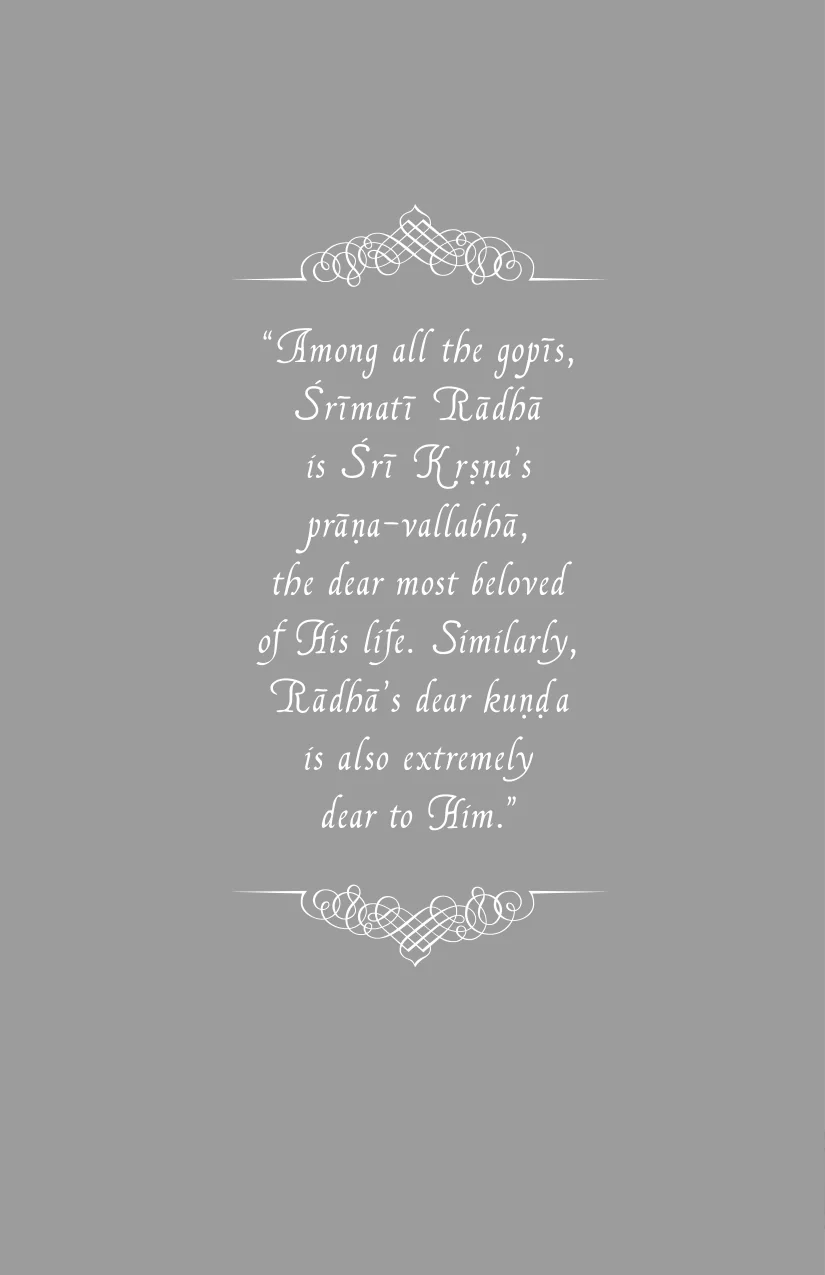 “Among all the gopīs,
Śrīmatī Rādhā
is Śrī Kṛṣṇa’s
prāṇa-vallabhā,
the dear most beloved
of His life. Similarly,
Rādhā’s dear kuṇḍa
is also extremely
dear to Him.”